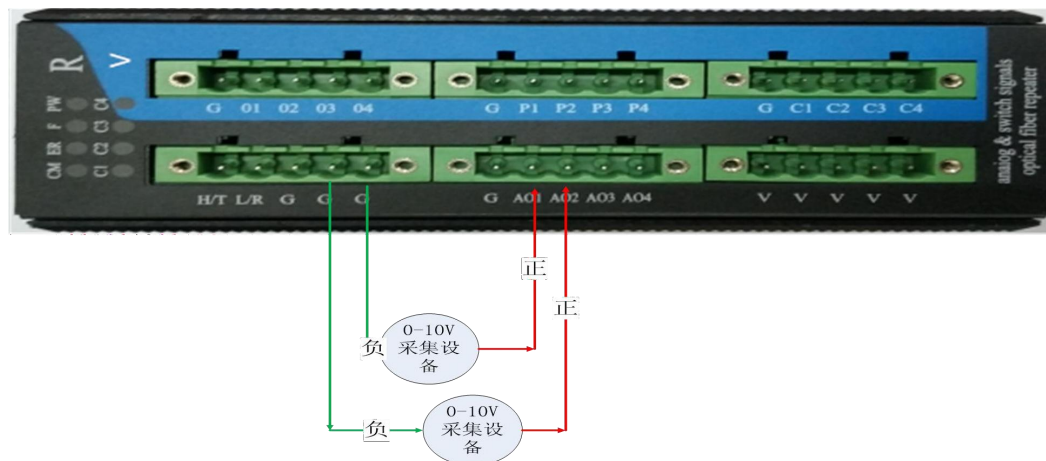 R
V
PW C4
F C3
ER C2
CM C1
G 01 02 03 04
G P1 P2 P3 P4
G C1 C2 C3 C4
H/T L/R G G G
G AO1 AO2 AO3 AO4
V V V V V
analog & switch signals
optical fiber repeater
正
正
0-10V
采集设
备
负
0-10V
采集设
备
负